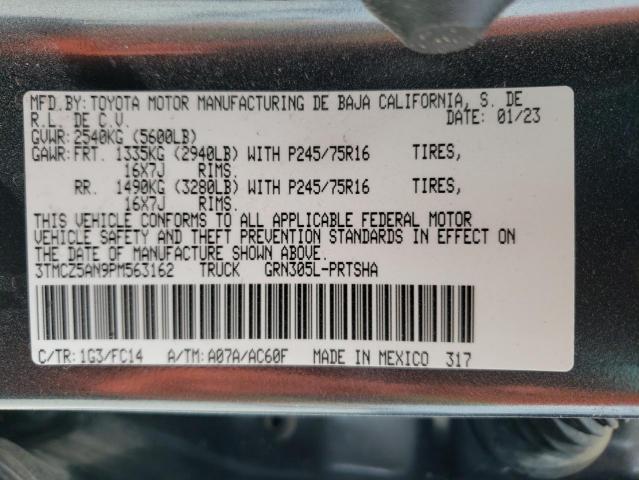 MFD.BY:TOYOTA MOTOR MANUFACTURING DE BAJA CALIFORNIA, S. DE
R.L. DE C.V. DATE: 01/23
GVWR:2540KG (5600LB)
GAWR:FRT. 1335KG (2940LB) WITH P245/75R16 TIRES,
16X7J RIMS.
RR. 1490KG (3280LB) WITH P245/75R16 TIRES,
16X7J RIMS.
THIS VEHICLE CONFORMS TO ALL APPLICABLE FEDERAL MOTOR
VEHICLE SAFETY AND THEFT PREVENTION STANDARDS IN EFFECT ON
THE DATE OF MANUFACTURE SHOWN ABOVE.
3TMCZ5AN9PM563162 TRUCK GRN305L-PRTSHA
C/TR:1G3/FC14 A/TM:A07A/AC60F MADE IN MEXICO 317